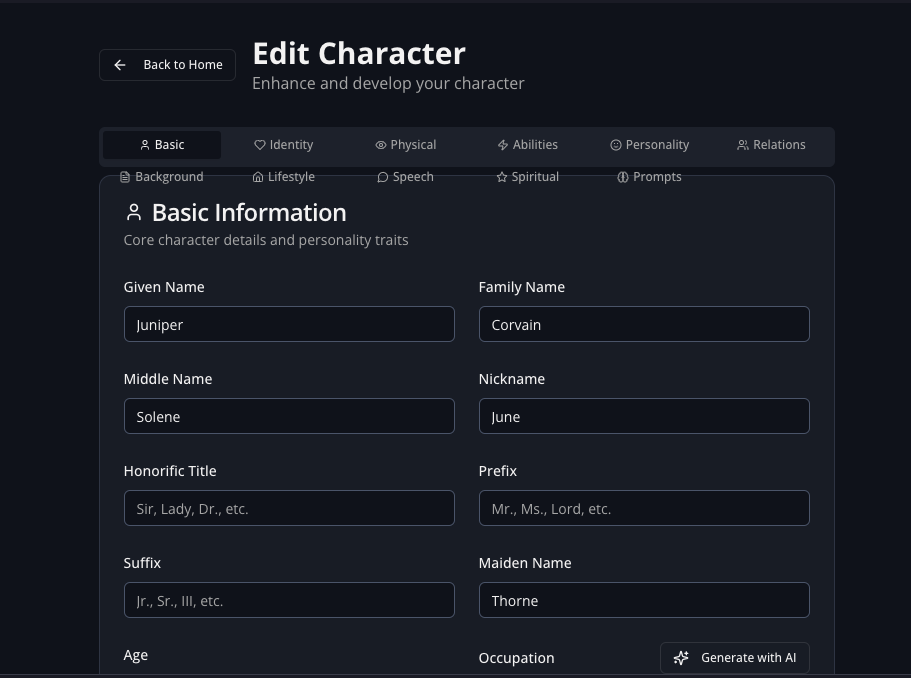 Back to Home
Edit Character
Enhance and develop your character
Basic Identity Physical Abilities Personality Relations
Background Lifestyle Speech Spiritual Prompts
Basic Information
Core character details and personality traits
Given Name Family Name
Juniper Corvain
Middle Name Nickname
Solene June
Honorific Title Prefix
Sir, Lady, Dr., etc. Mr., Ms., Lord, etc.
Suffix Maiden Name
Jr., Sr., III, etc. Thorne
Age Occupation Generate with AI